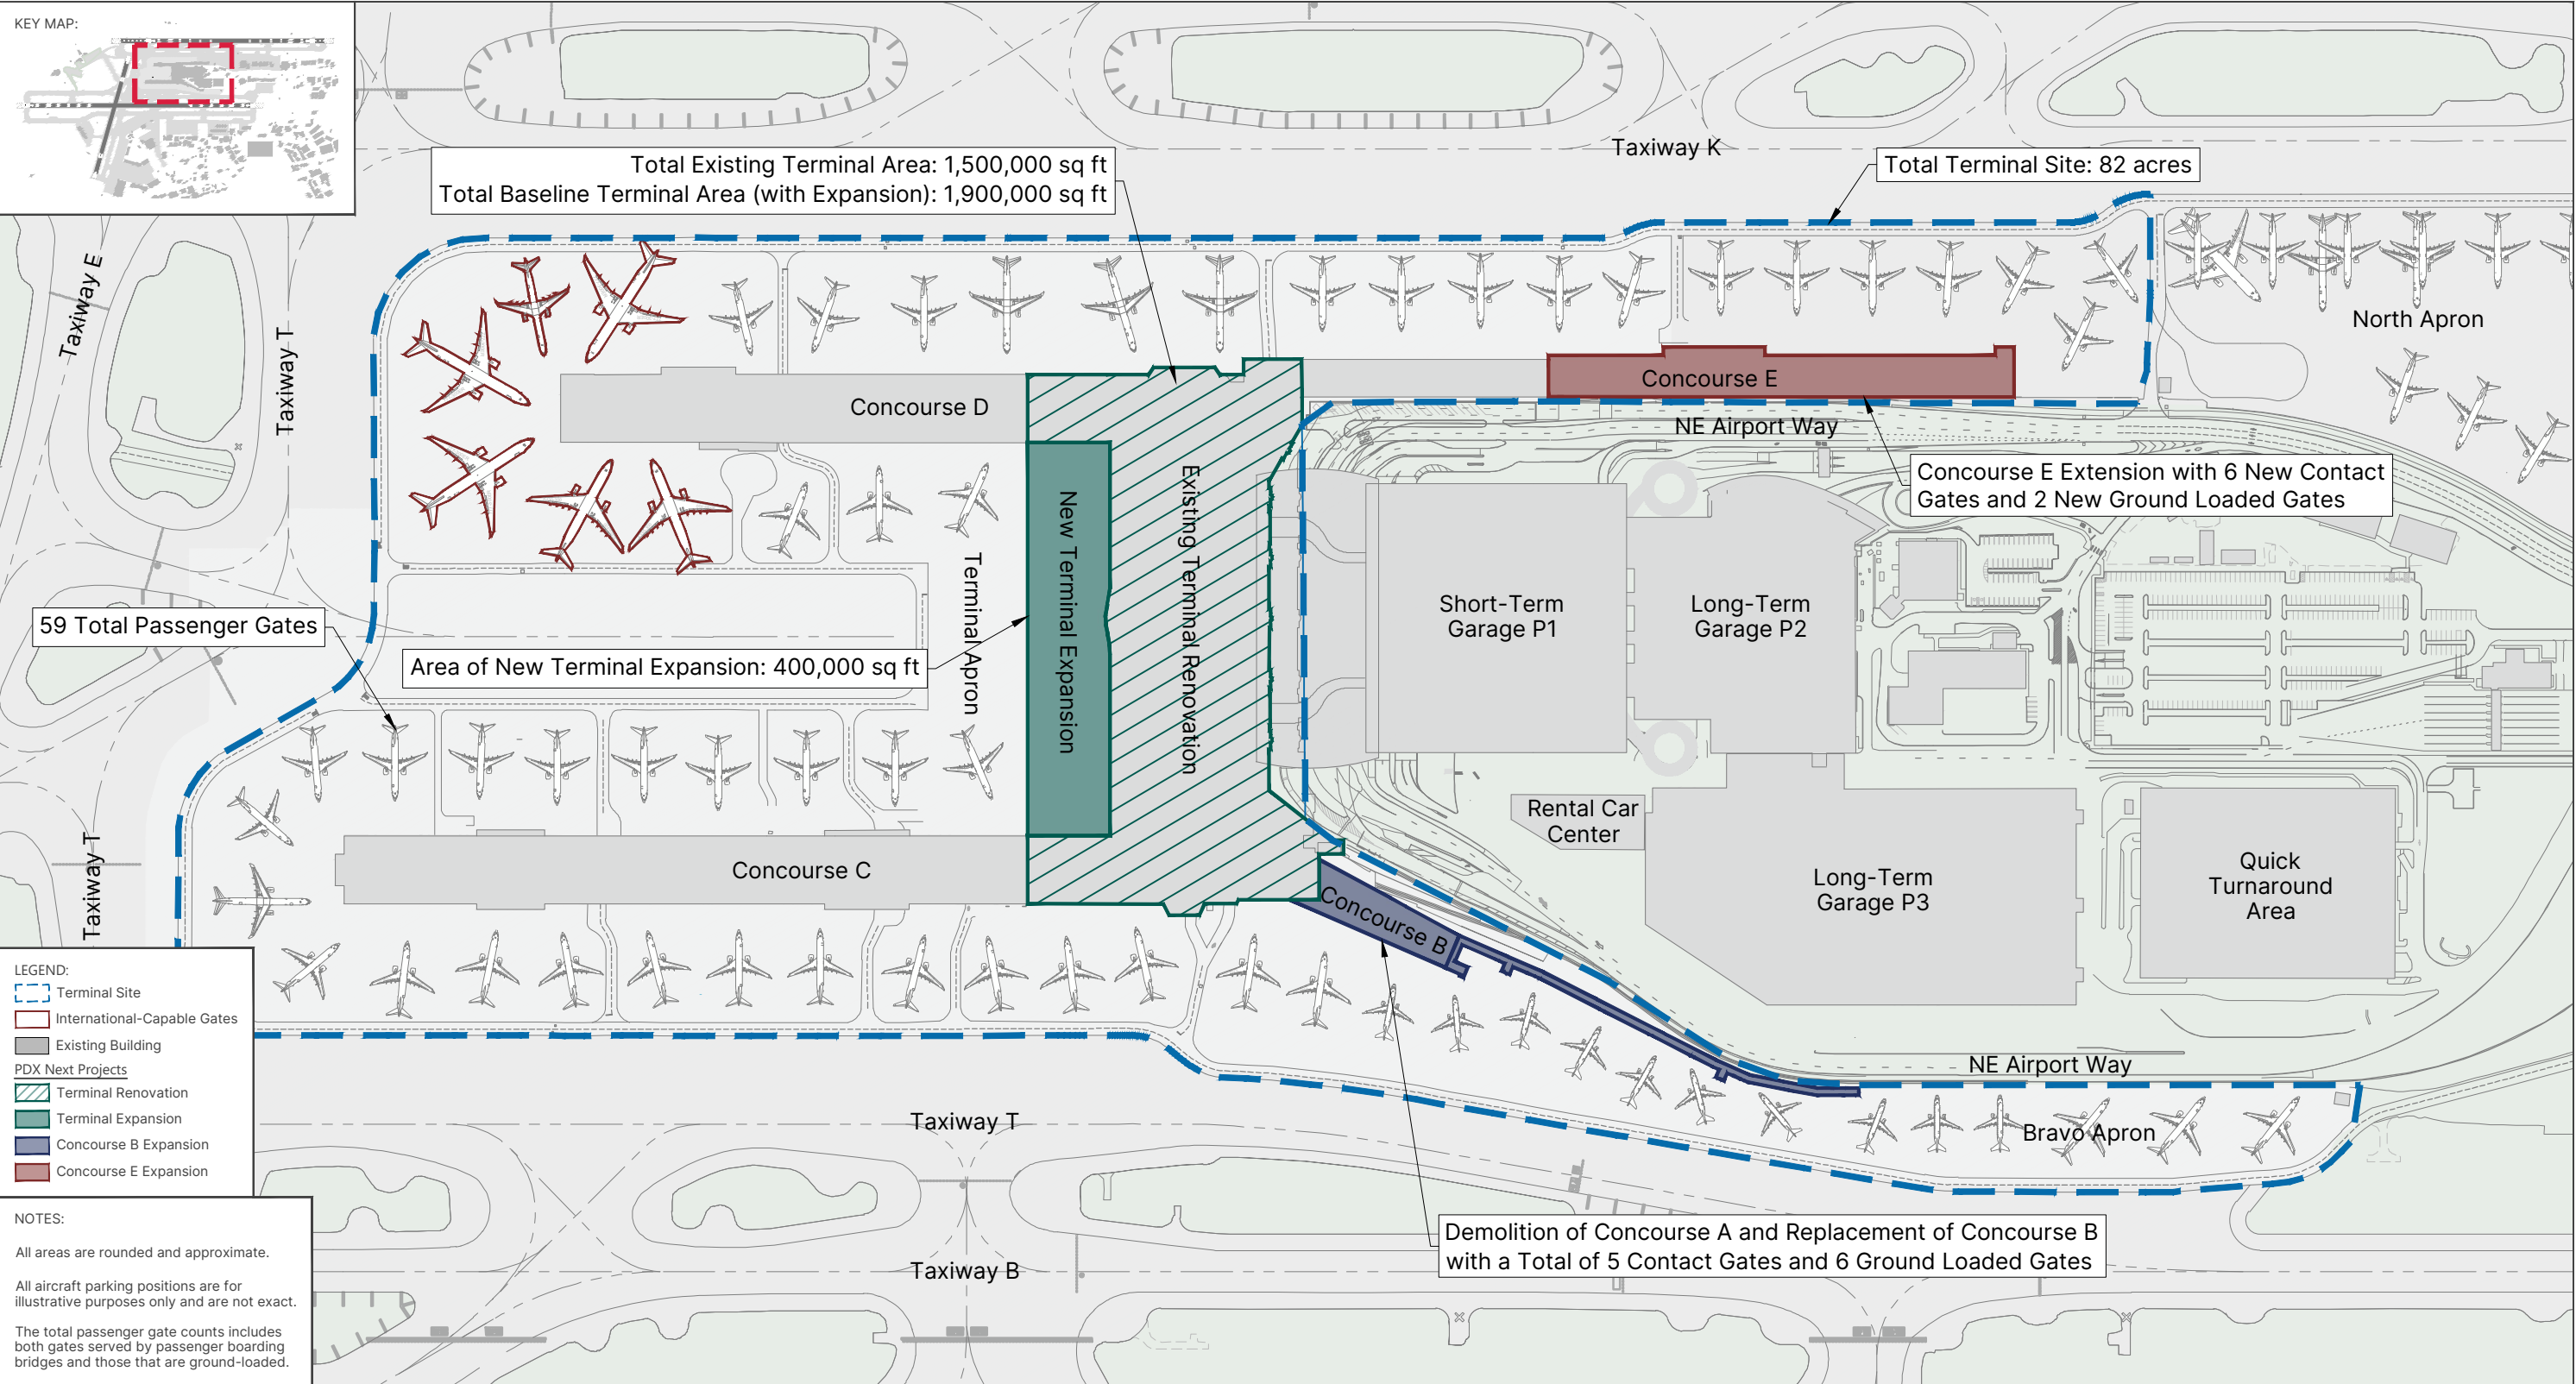 KEY MAP:
Taxiway K
Total Existing Terminal Area: 1,500,000 sq ft
Total Baseline Terminal Area (with Expansion): 1,900,000 sq ft
Total Terminal Site: 82 acres
Taxiway E
Taxiway T
North Apron
Concourse D
Concourse E
NE Airport Way
Concourse E Extension with 6 New Contact
Gates and 2 New Ground Loaded Gates
New Terminal Expansion
Existing Terminal Renovation
Terminal Apron
59 Total Passenger Gates
Area of New Terminal Expansion: 400,000 sq ft
Short-Term
Garage P1
Long-Term
Garage P2
Rental Car
Center
Long-Term
Garage P3
Quick
Turnaround
Area
Concourse C
Concourse B
Taxiway T
NE Airport Way
Bravo Apron
Taxiway T
Taxiway B
Demolition of Concourse A and Replacement of Concourse B
with a Total of 5 Contact Gates and 6 Ground Loaded Gates
LEGEND:
Terminal Site
International-Capable Gates
Existing Building
PDX Next Projects
Terminal Renovation
Terminal Expansion
Concourse B Expansion
Concourse E Expansion
NOTES:
All areas are rounded and approximate.
All aircraft parking positions are for
illustrative purposes only and are not exact.
The total passenger gate counts includes
both gates served by passenger boarding
bridges and those that are ground-loaded.